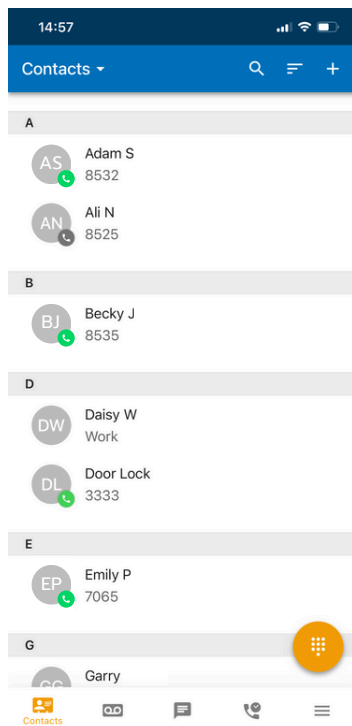 14:57
Contacts
A
AS
Adam S
8532
AN
Ali N
8525
B
BJ
Becky J
8535
D
DW
Daisy W
Work
DL
Door Lock
3333
E
EP
Emily P
7065
G
GG
Garry
Contacts